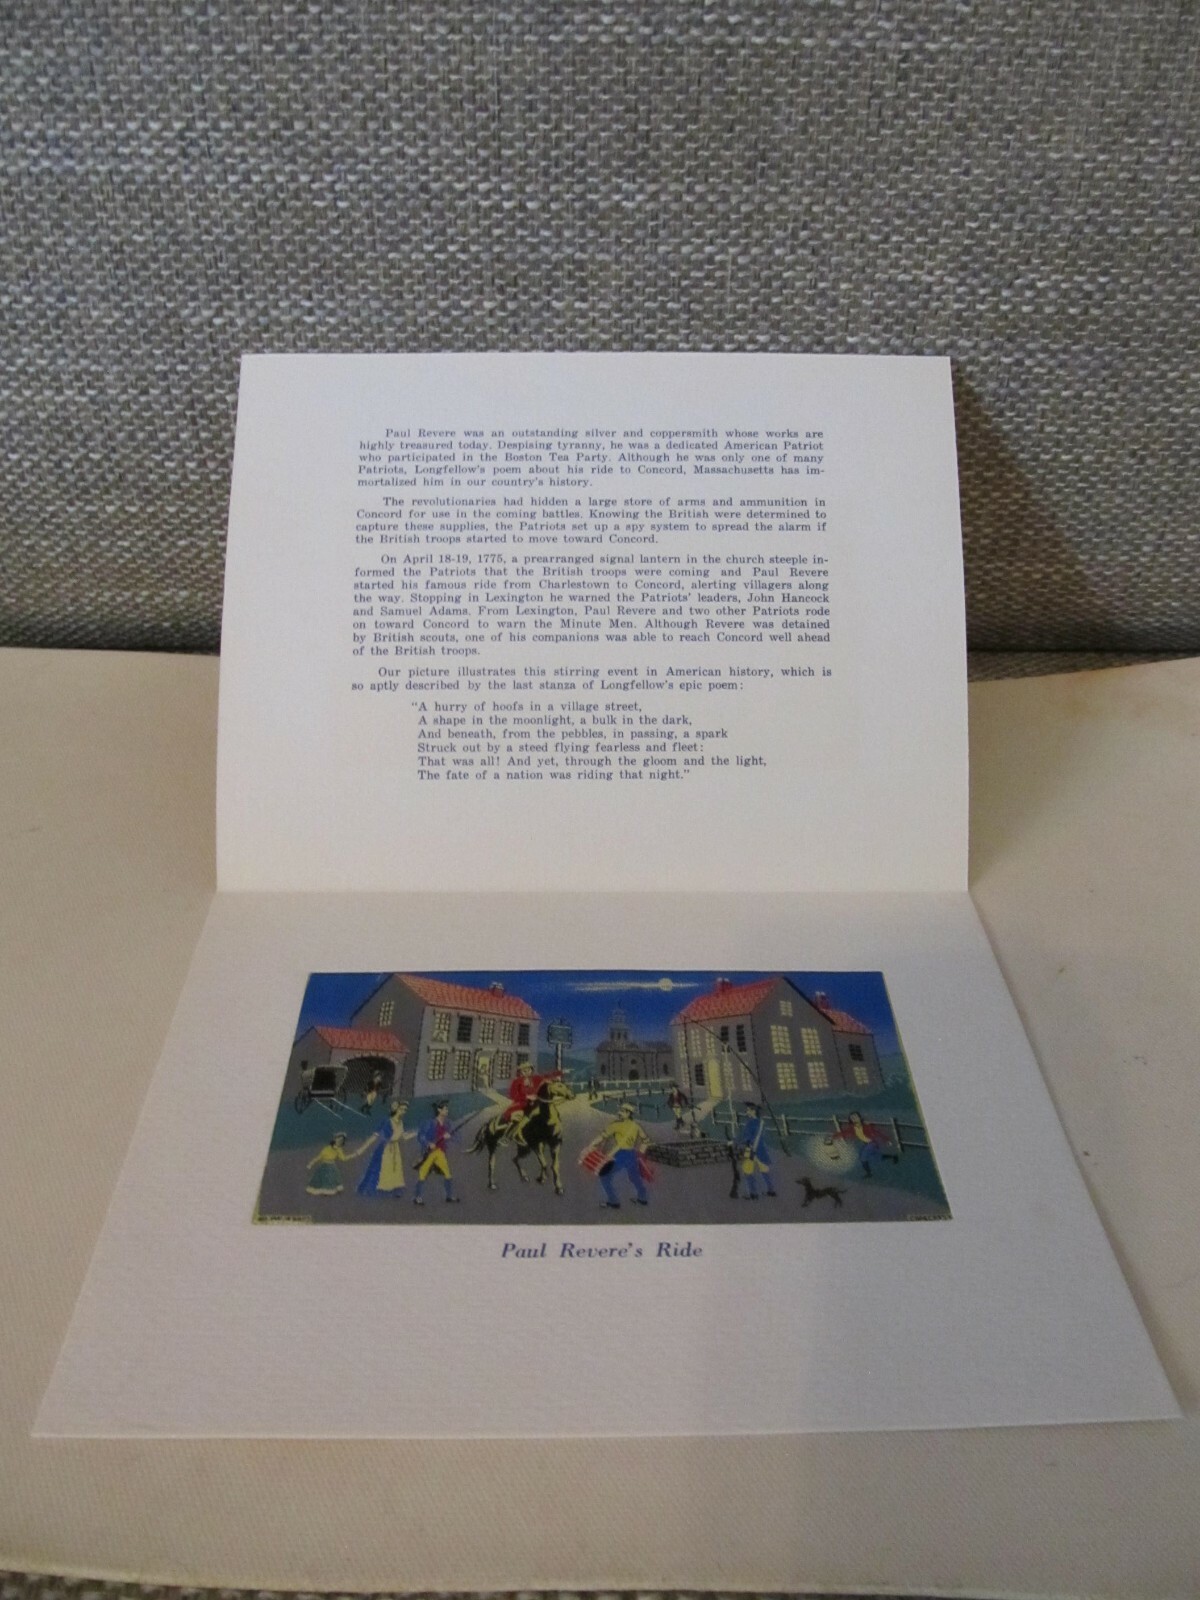 Paul Revere was an outstanding silver and coppersmith whose works are
highly treasured today. Despising tyranny, he was a dedicated American Patriot
who participated in the Boston Tea Party. Although he was only one of many
Patriots, Longfellow's poem about his ride to Concord, Massachusetts has im-
mortalized him in our country's history.
The revolutionaries had hidden a large store of arms and ammunition in
Concord for use in the coming battles. Knowing the British were determined to
capture these supplies, the Patriots set up a spy system to spread the alarm if
the British troops started to move toward Concord.
On April 18-19, 1775, a prearranged signal lantern in the church steeple in-
formed the Patriots that the British troops were coming and Paul Revere
started his famous ride from Charlestown to Concord, alerting villagers along
the way. Stopping in Lexington he warned the Patriots' leaders, John Hancock
and Samuel Adams. From Lexington, Paul Revere and two other Patriots rode
on toward Concord to warn the Minute Men. Although Revere was detained
by British scouts, one of his companions was able to reach Concord well ahead
of the British troops.
Our picture illustrates this stirring event in American history, which is
so aptly described by the last stanza of Longfellow's epic poem:
"A hurry of hoofs in a village street,
A shape in the moonlight, a bulk in the dark,
And beneath, from the pebbles, in passing, a spark
Struck out by a steed flying fearless and fleet:
That was all! And yet, through the gloom and the light,
The fate of a nation was riding that night."
Paul Revere's Ride